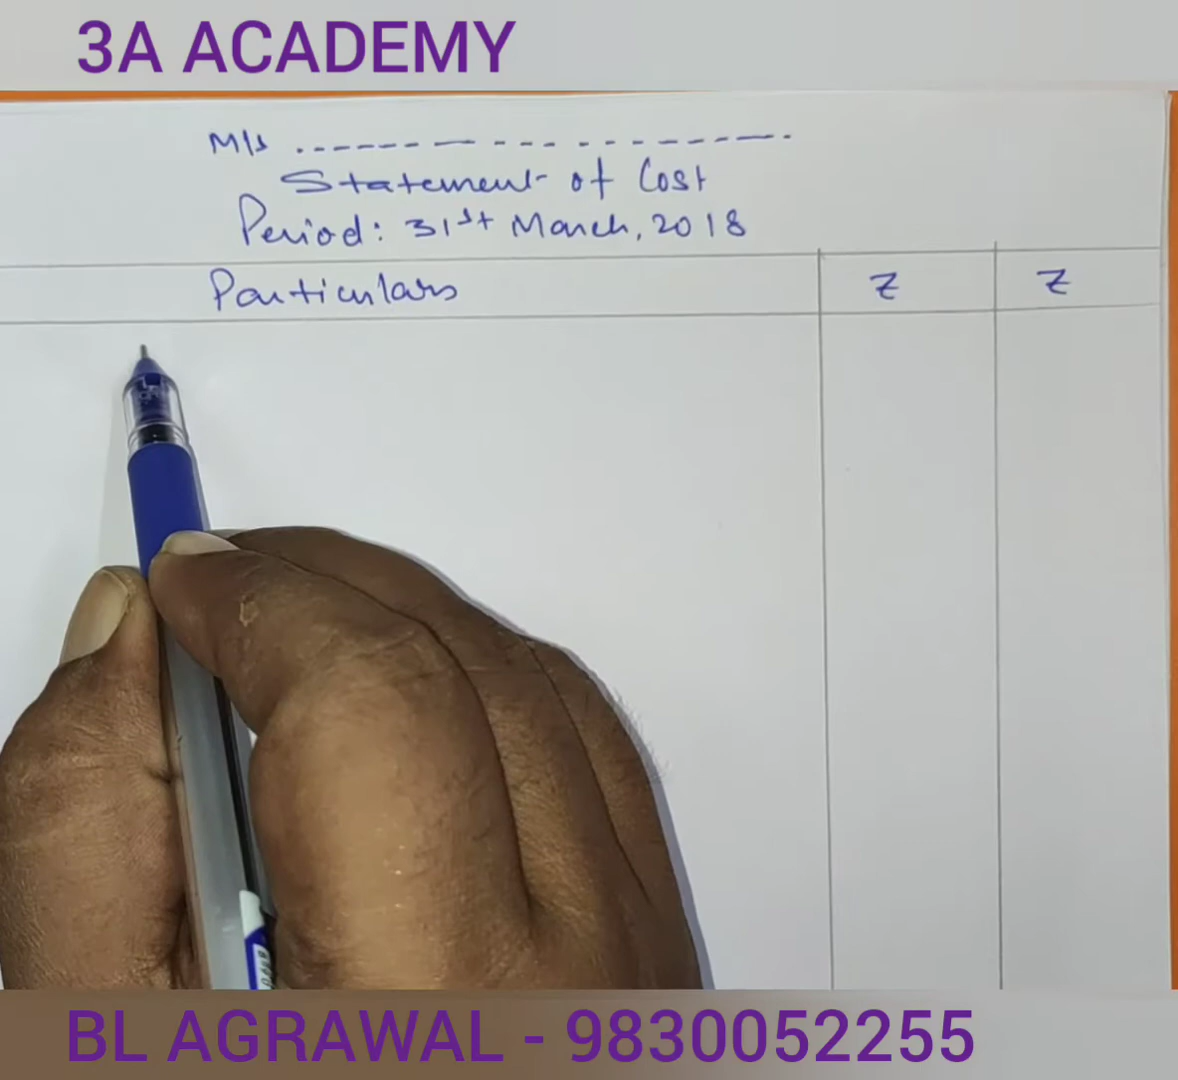 3A ACADEMY
M/s ........................
Statement of Cost
Period: 31st March, 2018
Particulars ₹ ₹
BL AGRAWAL - 9830052255